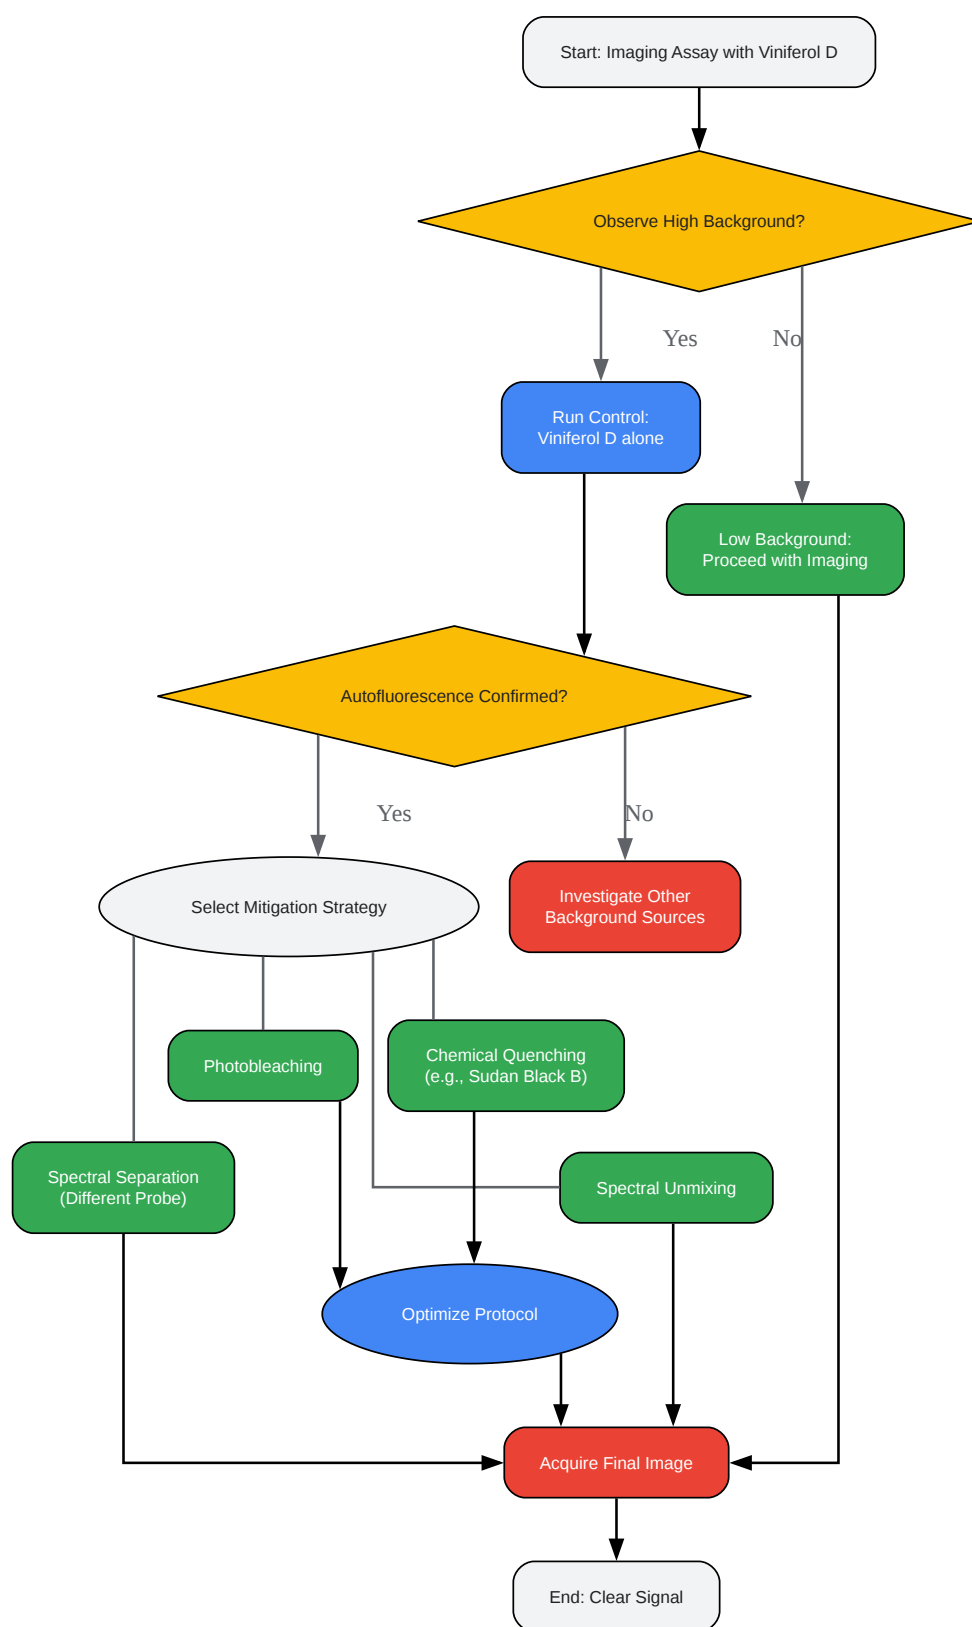 Start: Imaging Assay with Viniferol D
Observe High Background?
Yes
No
Run Control:
Viniferol D alone
Low Background:
Proceed with Imaging
Autofluorescence Confirmed?
Yes
No
Select Mitigation Strategy
Investigate Other
Background Sources
Photobleaching
Chemical Quenching
(e.g., Sudan Black B)
Spectral Separation
(Different Probe)
Spectral Unmixing
Optimize Protocol
Acquire Final Image
End: Clear Signal